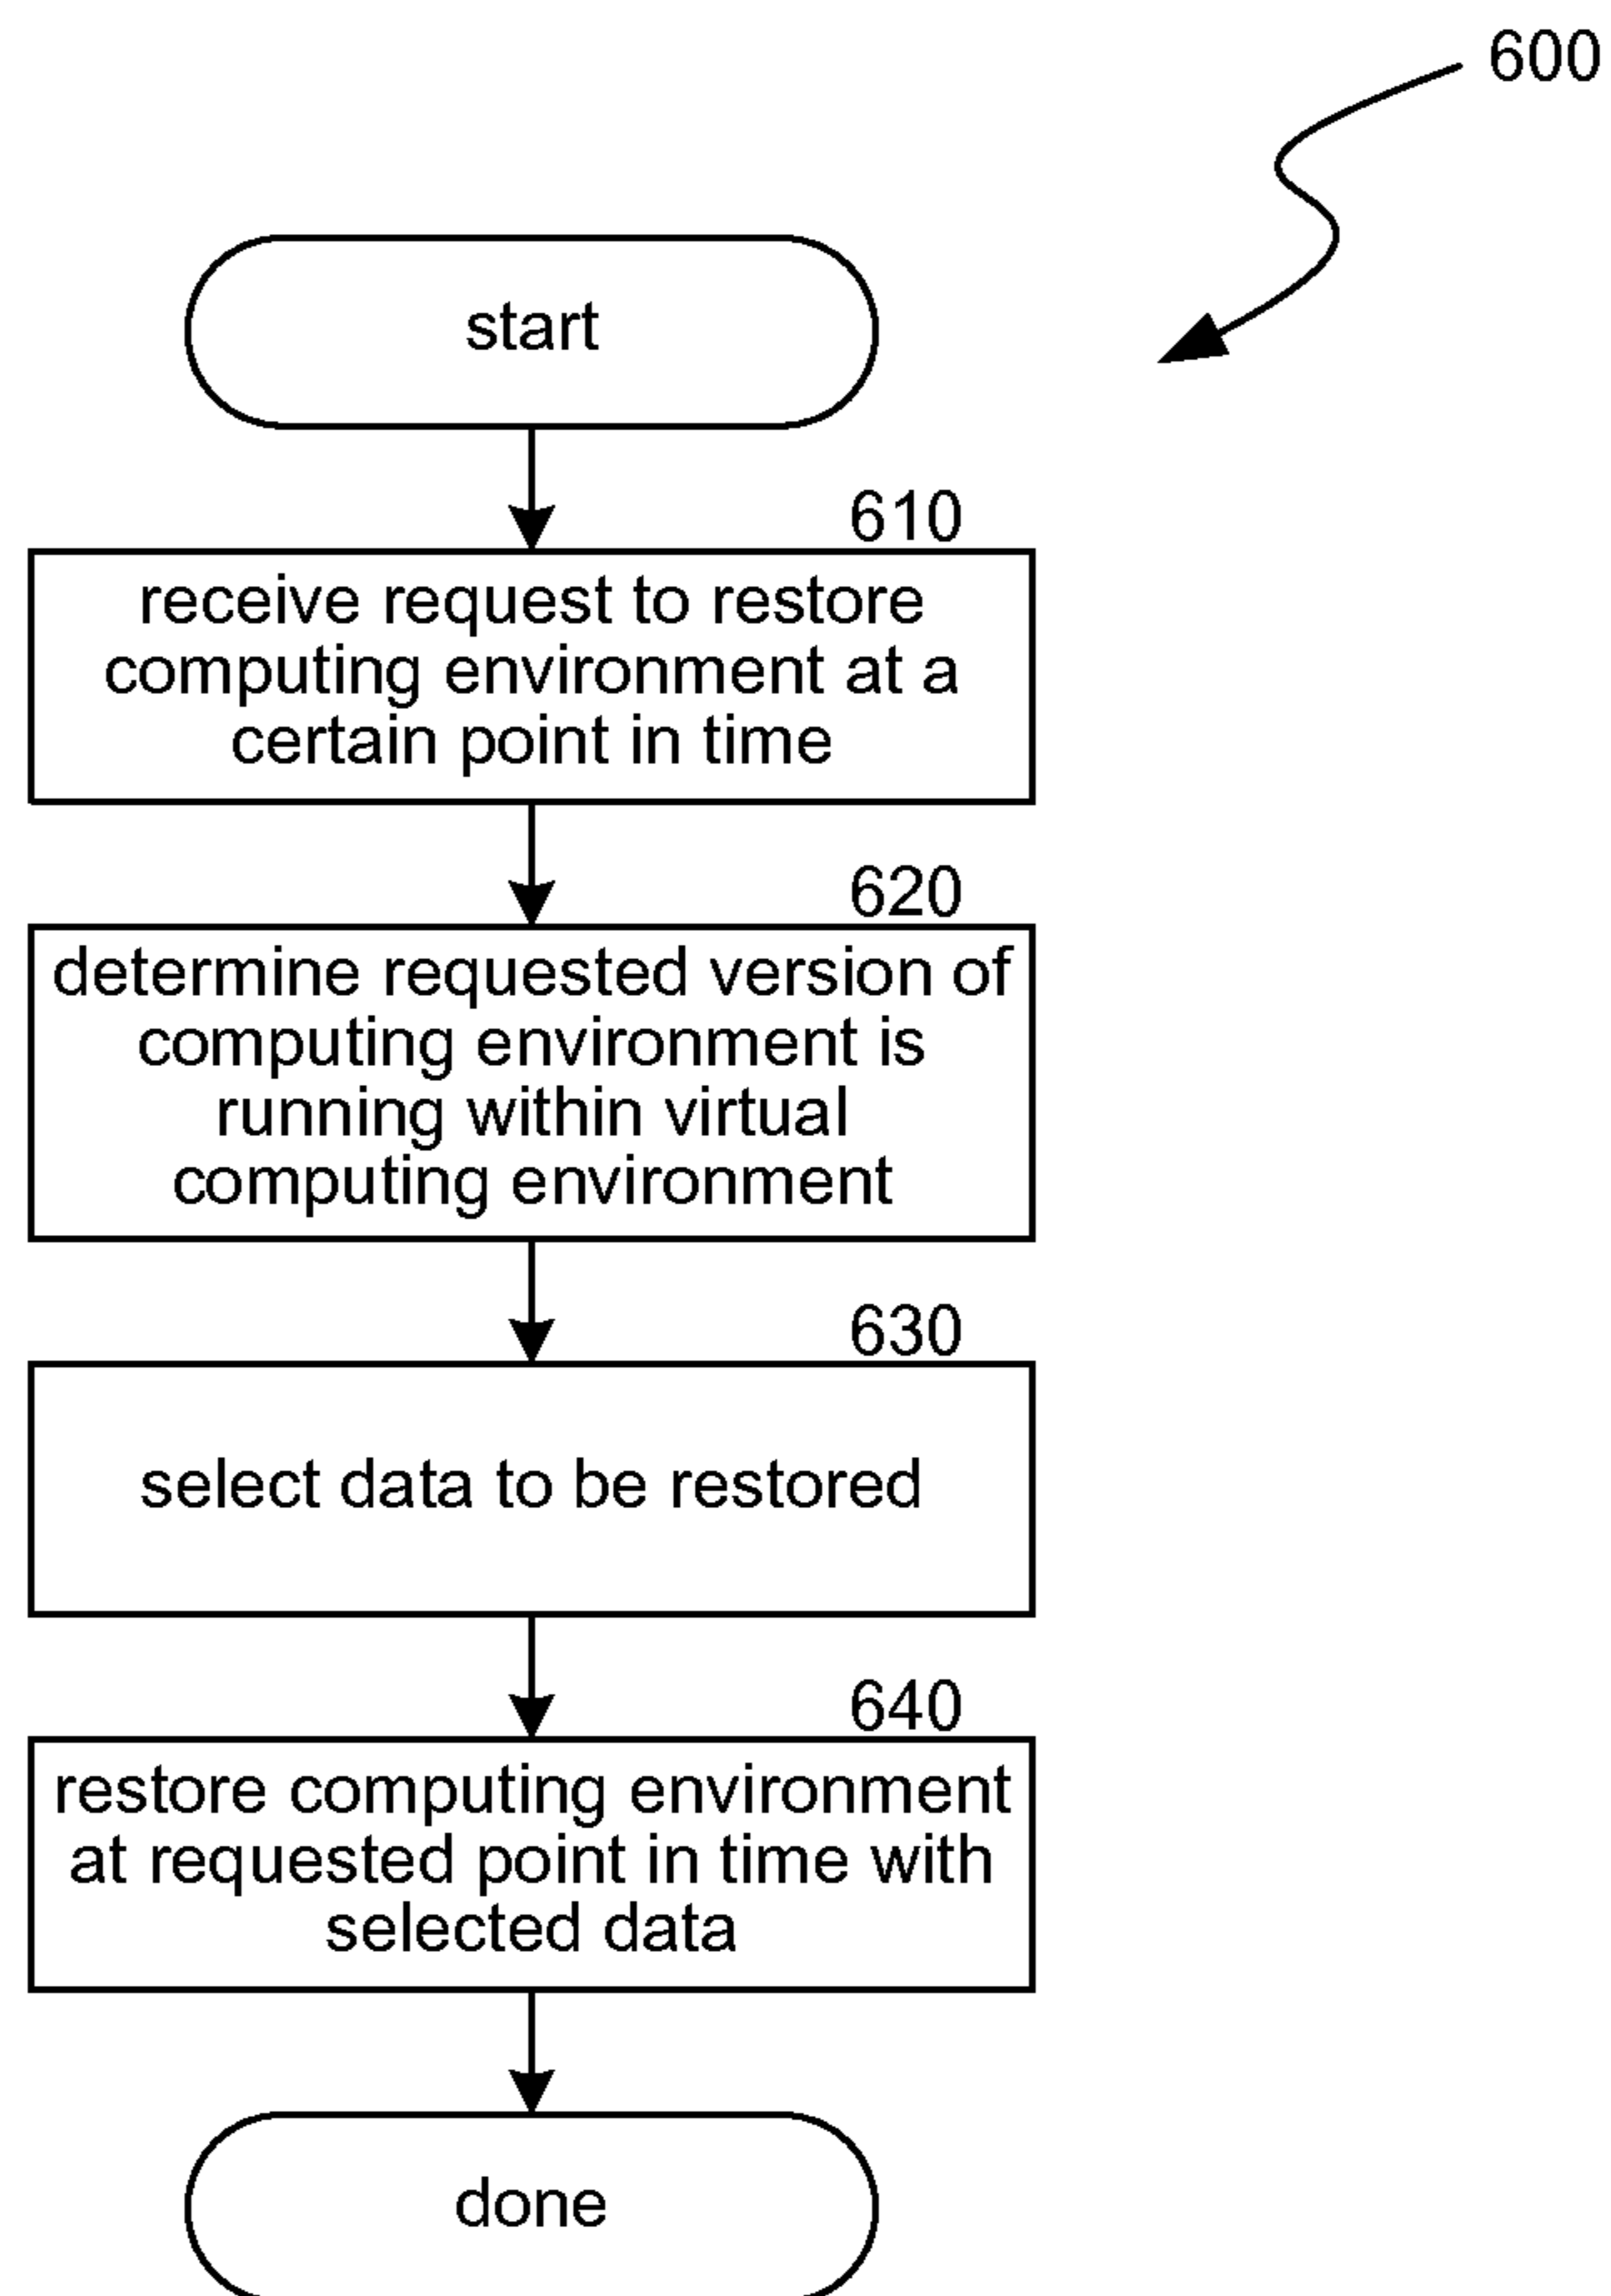 600
start
610
receive request to restore
computing environment at a
certain point in time
620
determine requested version of
computing environment is
running within virtual
computing environment
630
select data to be restored
640
restore computing environment
at requested point in time with
selected data
done